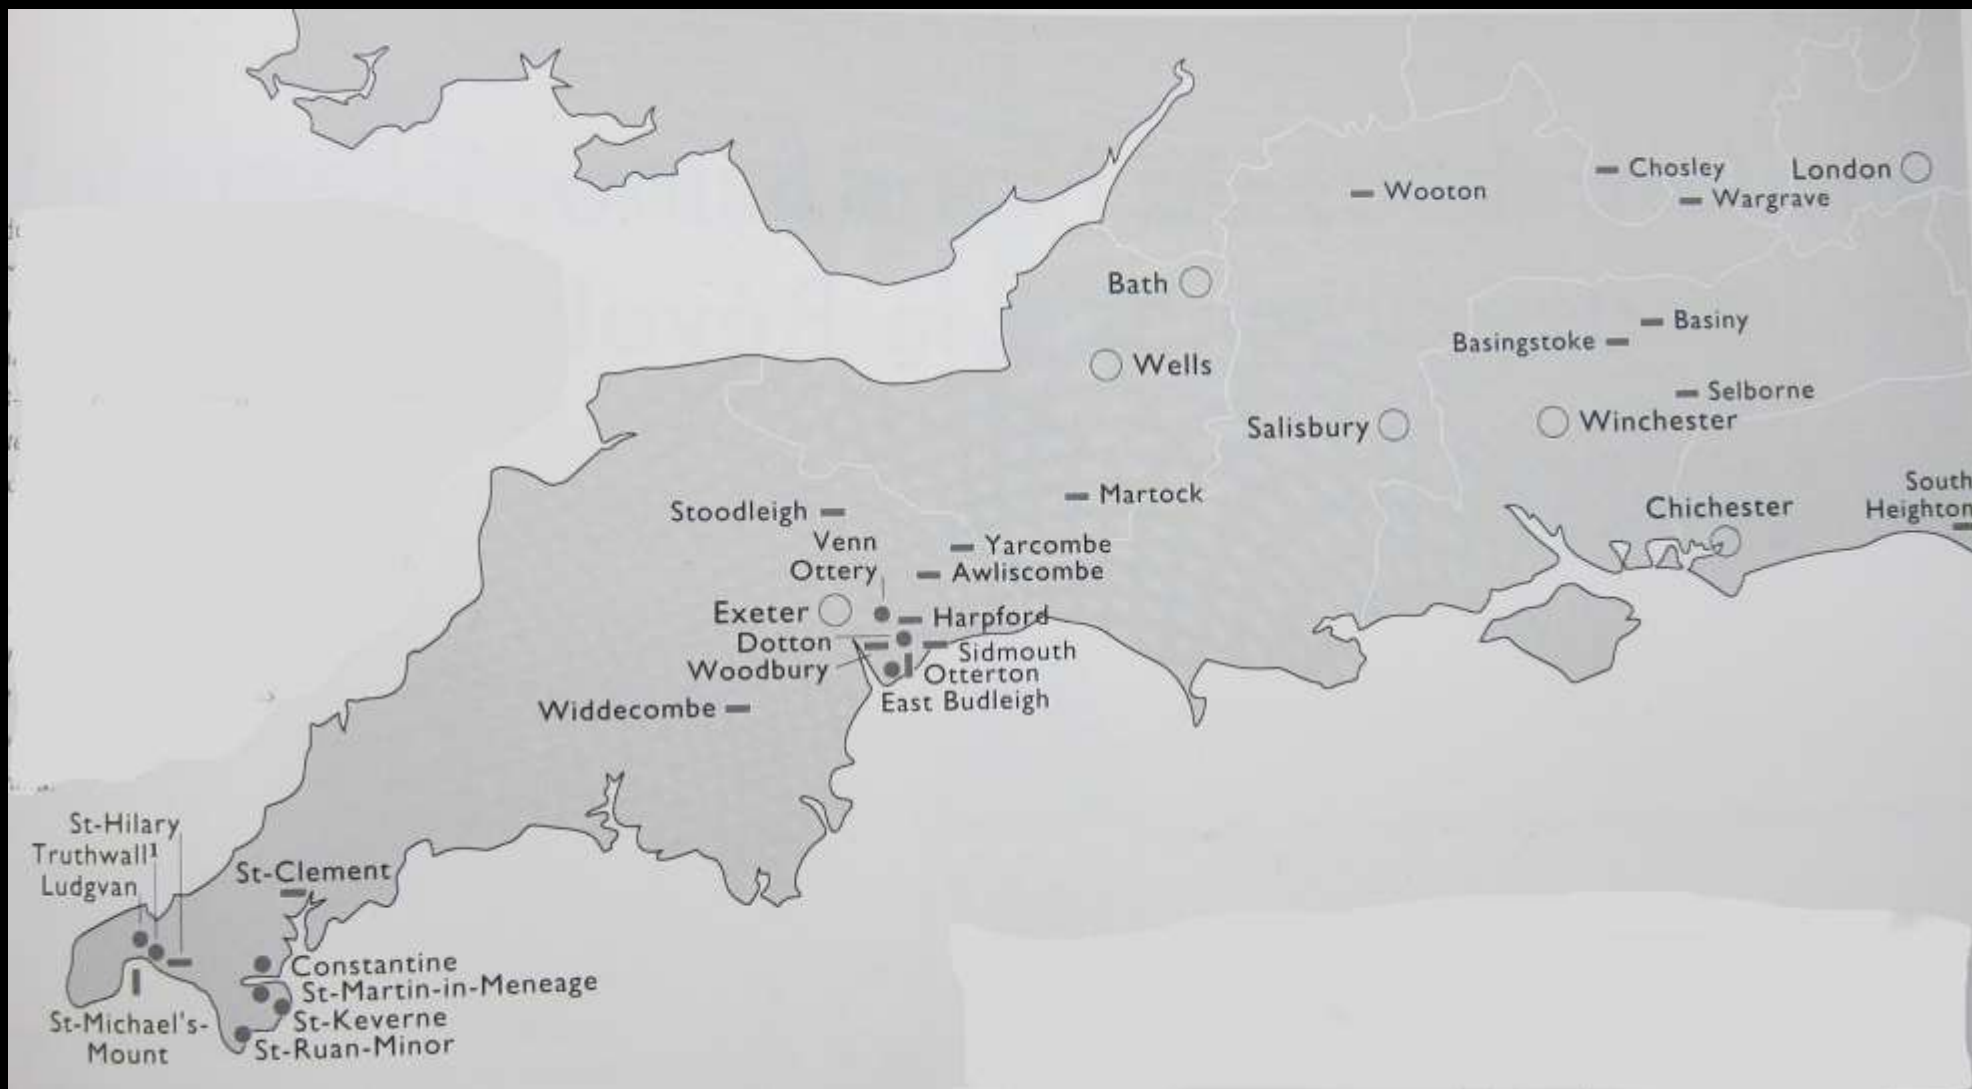 Chosley
London
Wooton
Wargrave
Bath
Basiny
Basingstoke
Wells
Selborne
Salisbury
Winchester
Martock
South
Heighton
Chichester
Stoodleigh
Venn
Ottery
Yarcombe
Awliscombe
Exeter
Harpford
Dotton
Sidmouth
Woodbury
Otterton
East Budleigh
Widdecombe
St-Hilary
Truthwall¹
Ludgvan
St-Clement
Constantine
St-Martin-in-Meneage
St-Michael's-
Mount
St-Keverne
St-Ruan-Minor